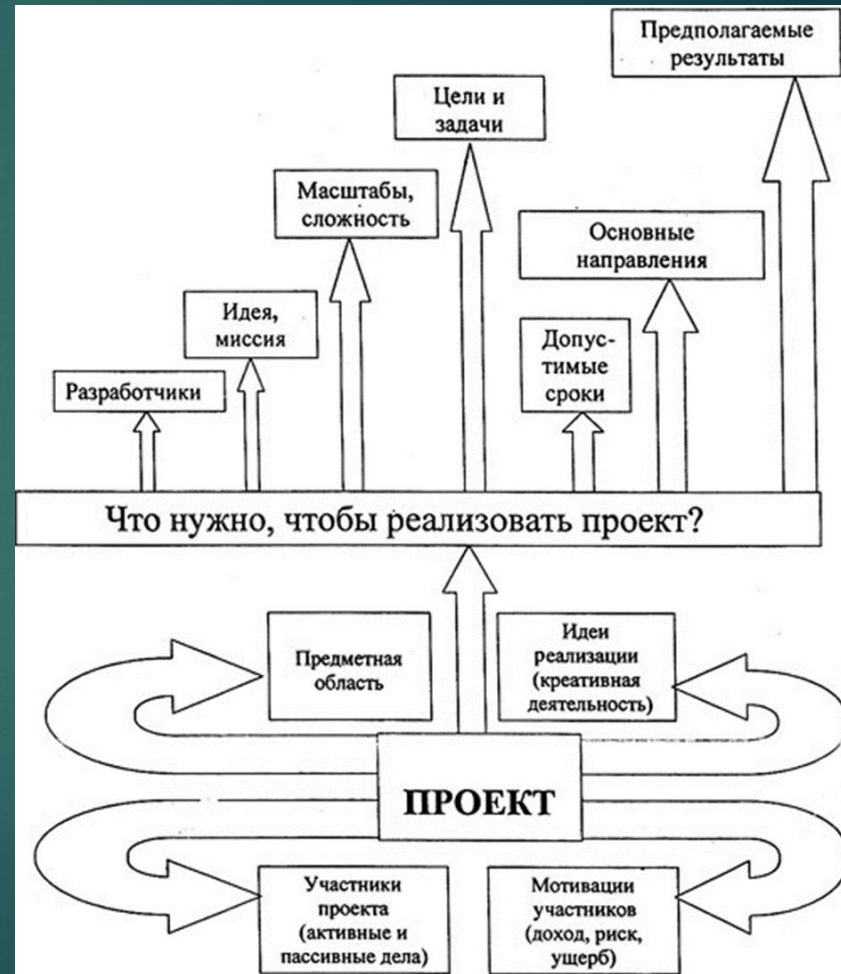 Предполагаемые
результаты
Цели и
задачи
Масштабы,
сложность
Основные
направления
Идея,
миссия
Допус-
тимые
сроки
Разработчики
Что нужно, чтобы реализовать проект?
Предметная
область
Идеи
реализации
(креативная
деятельность)
ПРОЕКТ
Участники
проекта
(активные и
пассивные дела)
Мотивации
участников
(доход, риск,
ущерб)